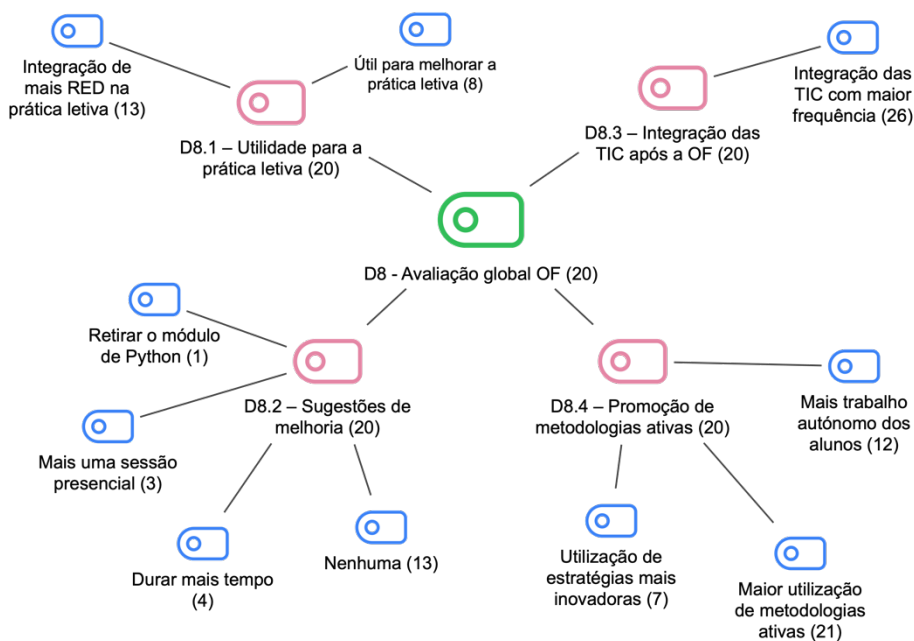 Integração de
mais RED na
prática letiva (13)
Útil para melhorar a
prática letiva (8)
Integração das
TIC com maior
frequência (26)
D8.1 – Utilidade para a
prática letiva (20)
D8.3 – Integração das
TIC após a OF (20)
D8 - Avaliação global OF (20)
Retirar o módulo
de Python (1)
D8.2 – Sugestões de
melhoria (20)
D8.4 – Promoção de
metodologias ativas (20)
Mais trabalho
autónomo dos
alunos (12)
Mais uma sessão
presencial (3)
Durar mais tempo
(4)
Nenhuma (13)
Utilização de
estratégias mais
inovadoras (7)
Maior utilização
de metodologias
ativas (21)